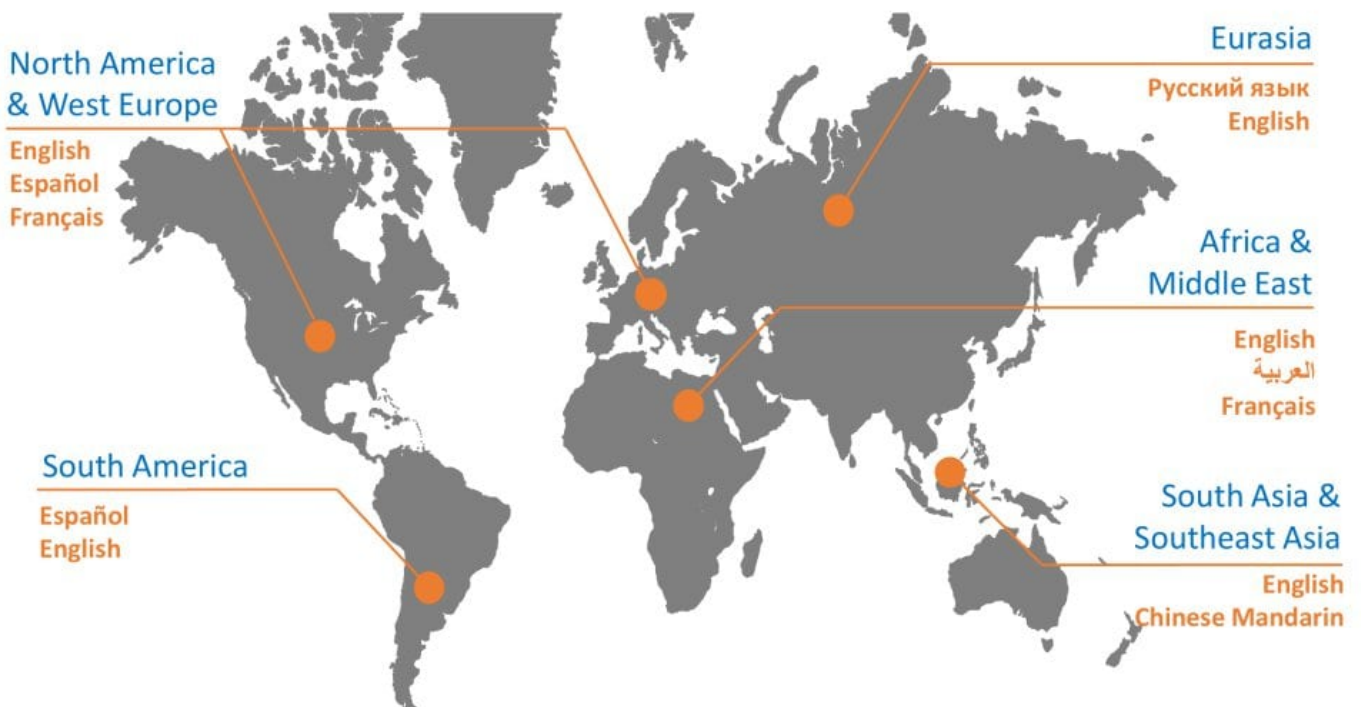 North America
& West Europe
English
Español
Français
Eurasia
Русский язык
English
Africa &
Middle East
English
العربية
Français
South America
Español
English
South Asia &
Southeast Asia
English
Chinese Mandarin